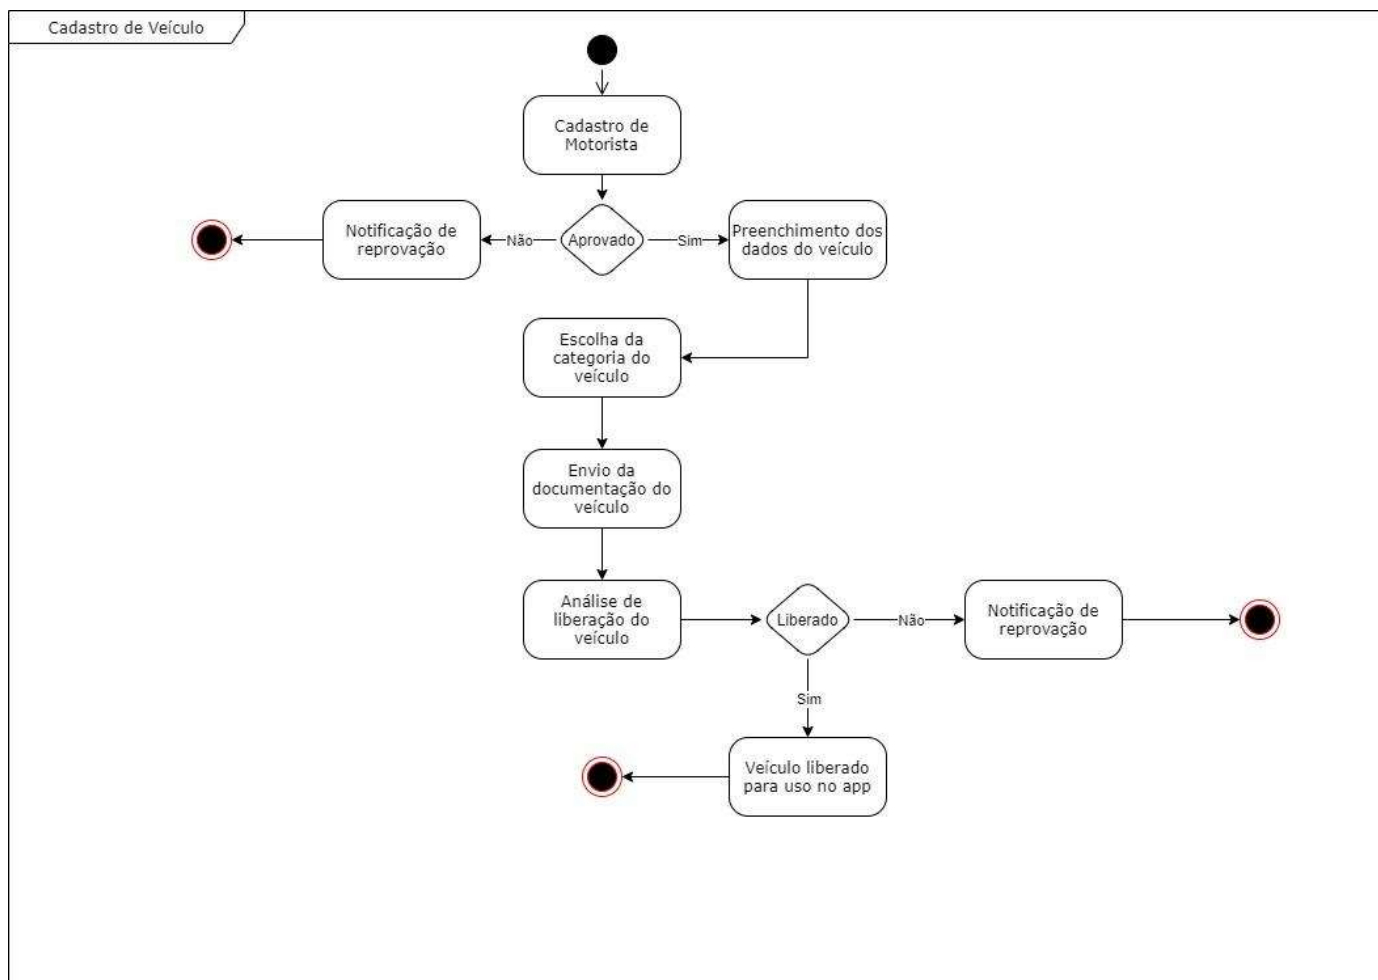 Cadastro de Veículo
Cadastro de
Motorista
Notificação de
reprovação
Não
Aprovado
Sim
Preenchimento dos
dados do veículo
Escolha da
categoria do
veículo
Envio da
documentação do
veículo
Análise de
liberação do
veículo
Liberado
Não
Notificação de
reprovação
Sim
Veículo liberado
para uso no app